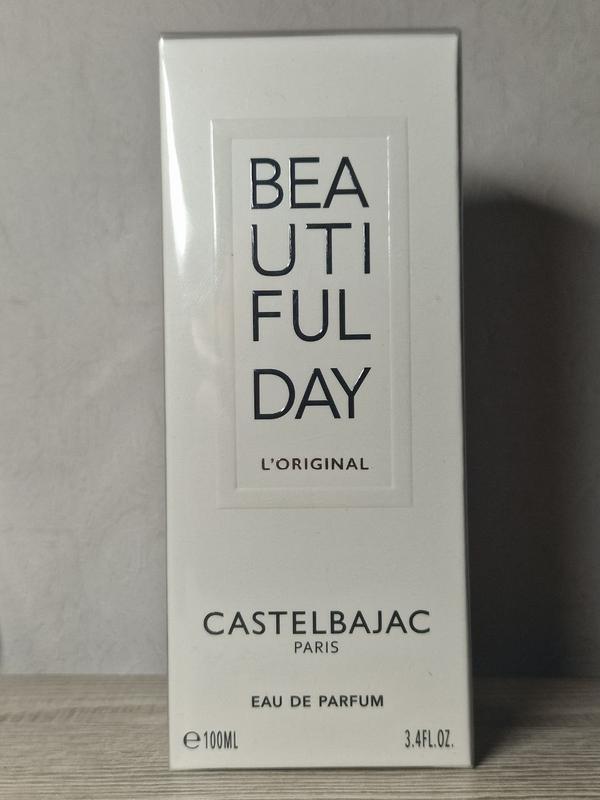 BEA
UTI
FUL
DAY
L'ORIGINAL
CASTELBAJAC
PARIS
EAU DE PARFUM
℮100ML 3.4FL.OZ.